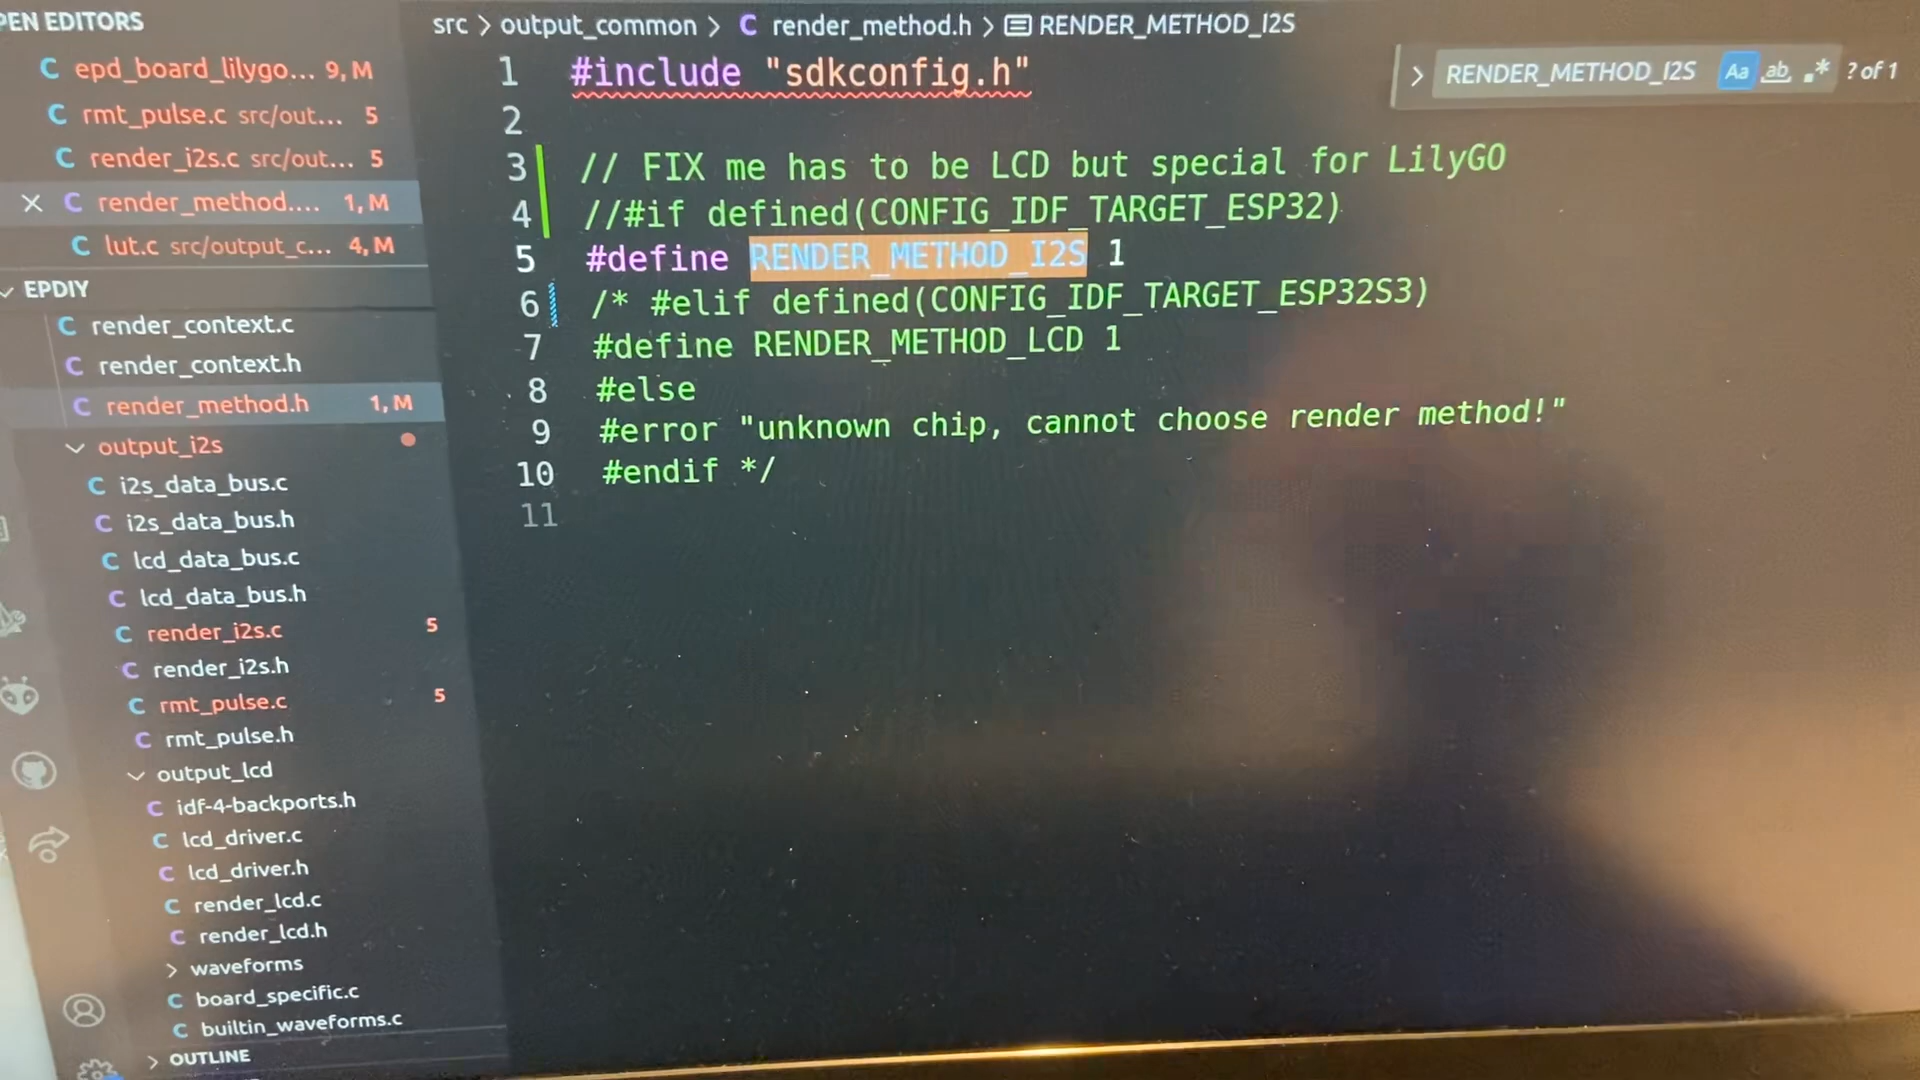 PEN EDITORS
epd_board_lilygo... 9, M
rmt_pulse.c src/out... 5
render_i2s.c src/out... 5
render_method.... 1, M
lut.c src/output_c... 4, M
EPDIY
render_context.c
render_context.h
render_method.h 1, M
output_i2s
i2s_data_bus.c
i2s_data_bus.h
lcd_data_bus.c
lcd_data_bus.h
render_i2s.c 5
render_i2s.h
rmt_pulse.c 5
rmt_pulse.h
output_lcd
idf-4-backports.h
lcd_driver.c
lcd_driver.h
render_lcd.c
render_lcd.h
waveforms
board_specific.c
builtin_waveforms.c
OUTLINE
src > output_common > C render_method.h > RENDER_METHOD_I2S
RENDER_METHOD_I2S Aa ab .* ? of 1
1 #include "sdkconfig.h"
2
3 // FIX me has to be LCD but special for LilyGO
4 //#if defined(CONFIG_IDF_TARGET_ESP32)
5 #define RENDER_METHOD_I2S 1
6 /* #elif defined(CONFIG_IDF_TARGET_ESP32S3)
7 #define RENDER_METHOD_LCD 1
8 #else
9 #error "unknown chip, cannot choose render method!"
10 #endif */
11